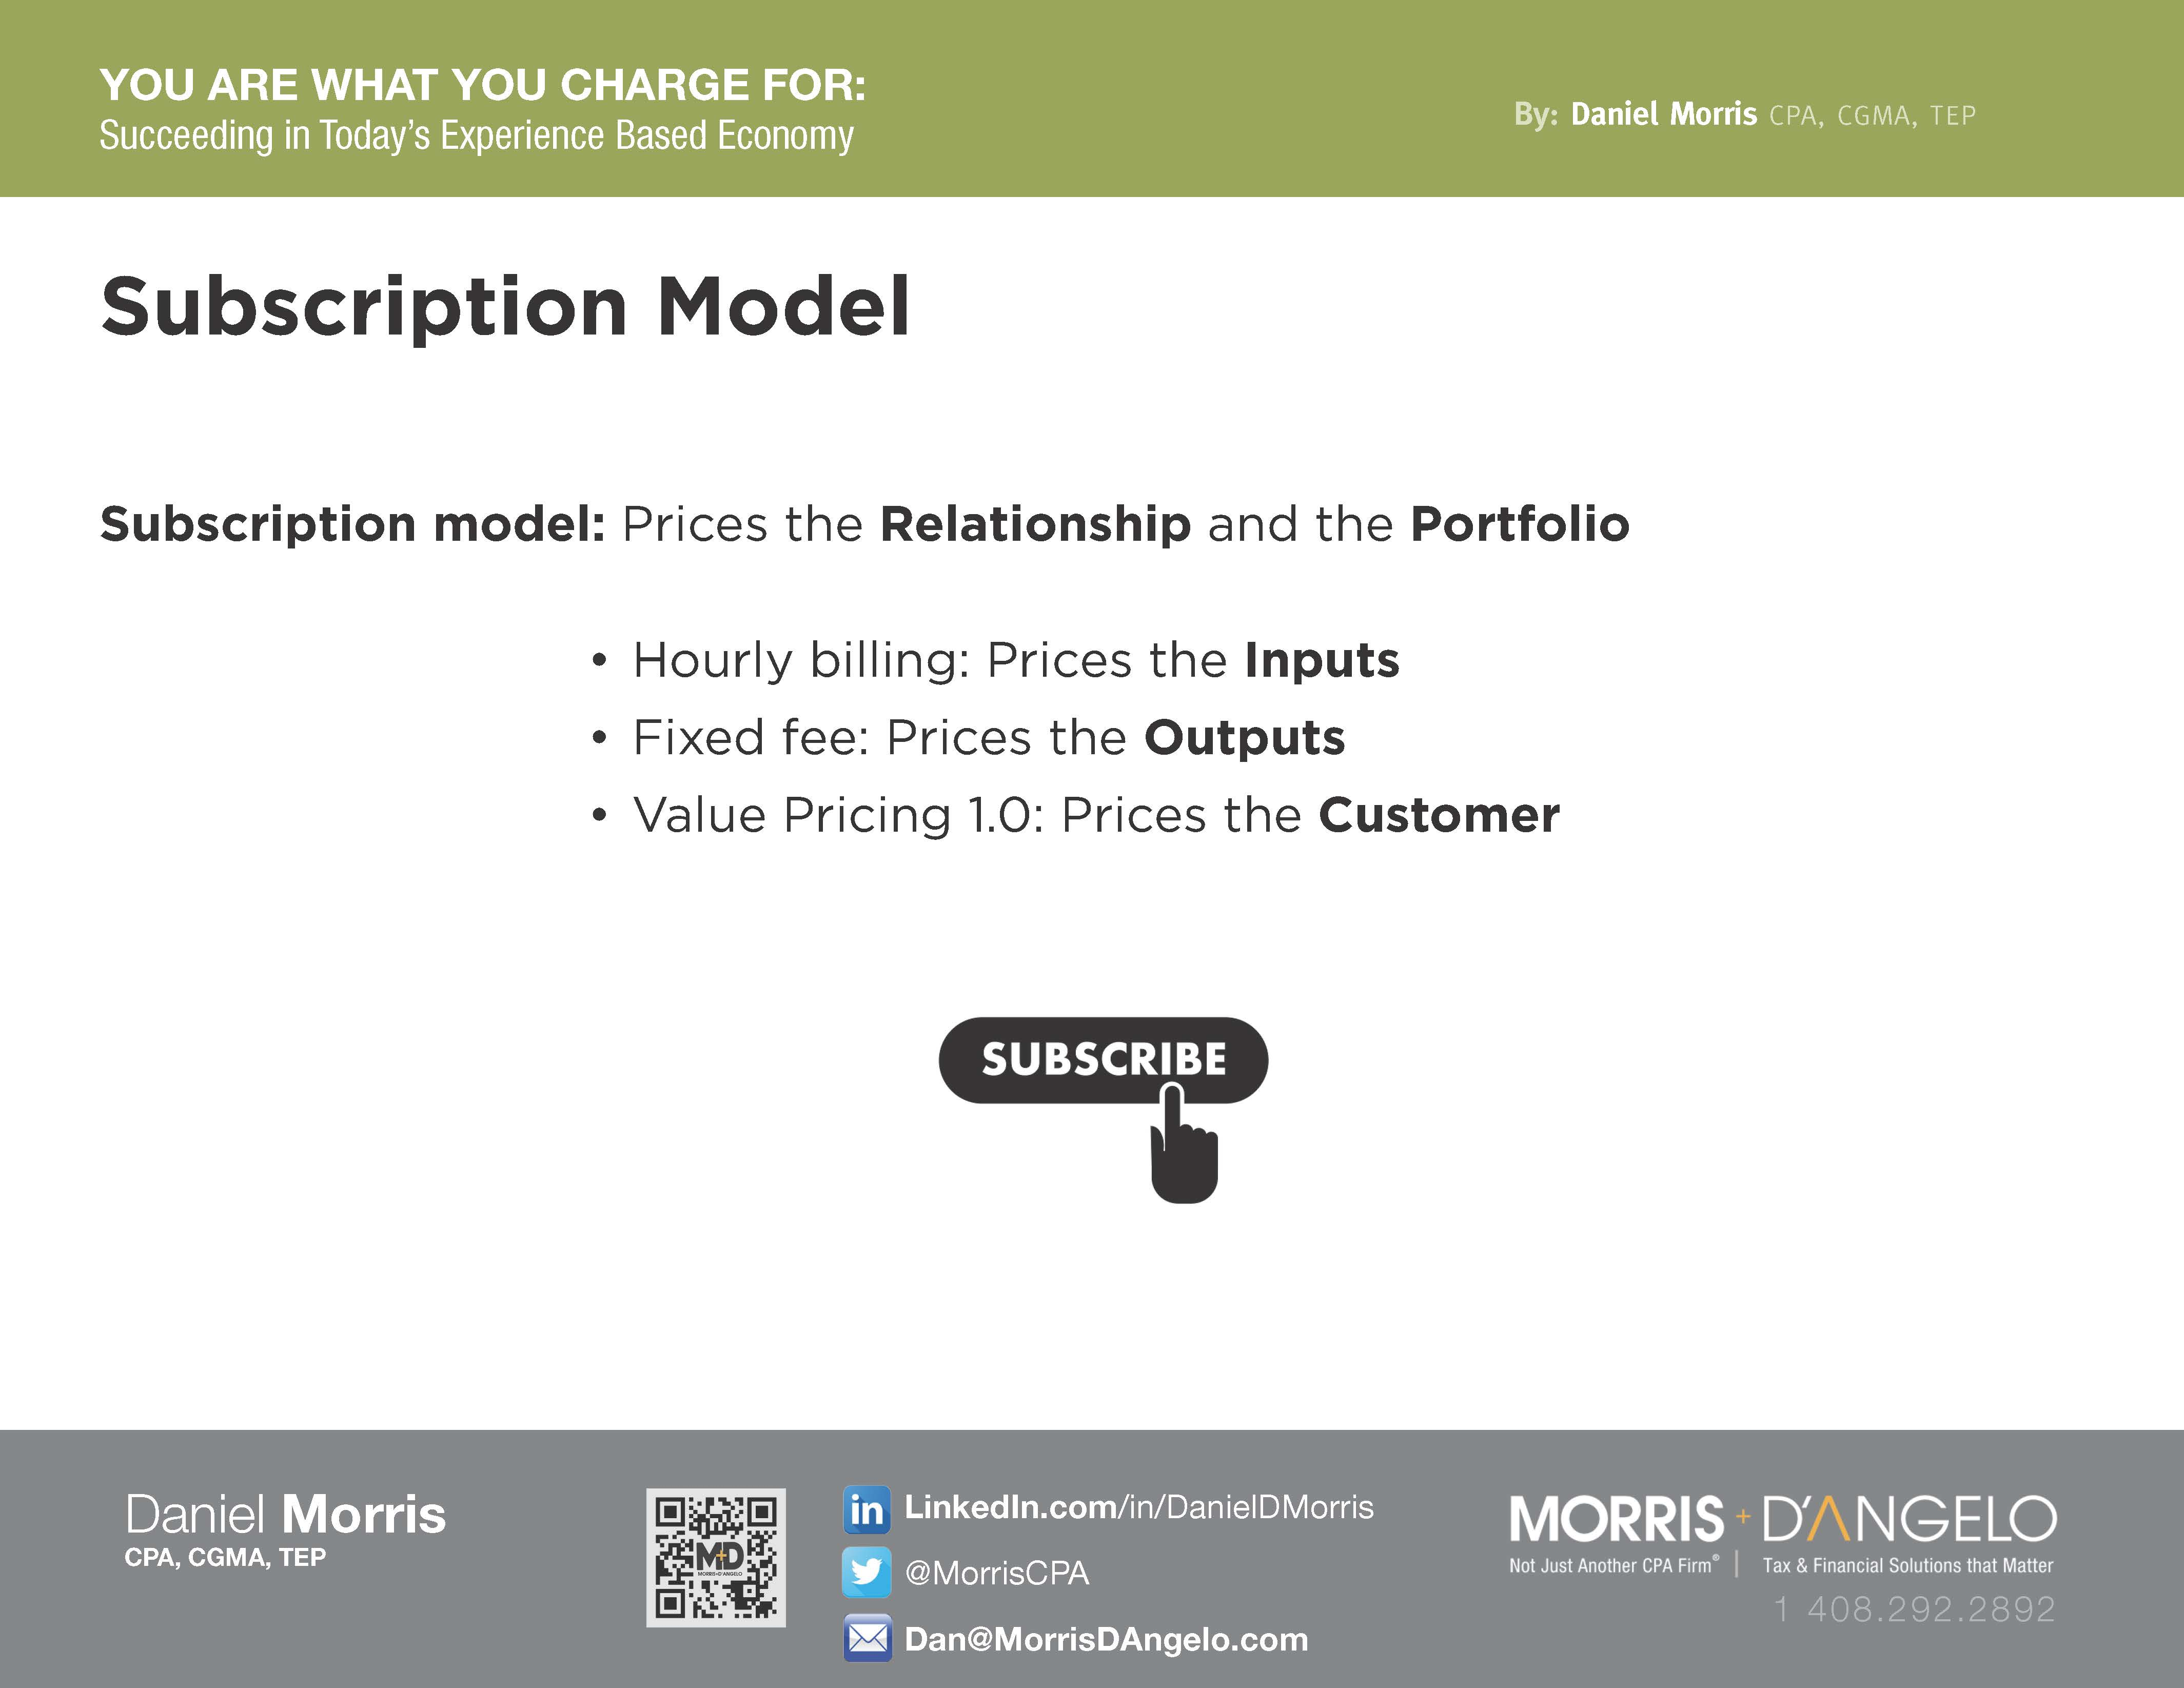 YOU ARE WHAT YOU CHARGE FOR:
Succeeding in Today's Experience Based Economy
By: Daniel Morris CPA, CGMA, TEP
Subscription Model
Subscription model: Prices the Relationship and the Portfolio
• Hourly billing: Prices the Inputs
• Fixed fee: Prices the Outputs
• Value Pricing 1.0: Prices the Customer
SUBSCRIBE
Daniel Morris
CPA, CGMA, TEP
M+D
MORRIS+D'ANGELO
in LinkedIn.com/in/DanielDMorris
@MorrisCPA
Dan@MorrisDAngelo.com
MORRIS + D'ANGELO
Not Just Another CPA Firm® | Tax & Financial Solutions that Matter
1 408.292.2892